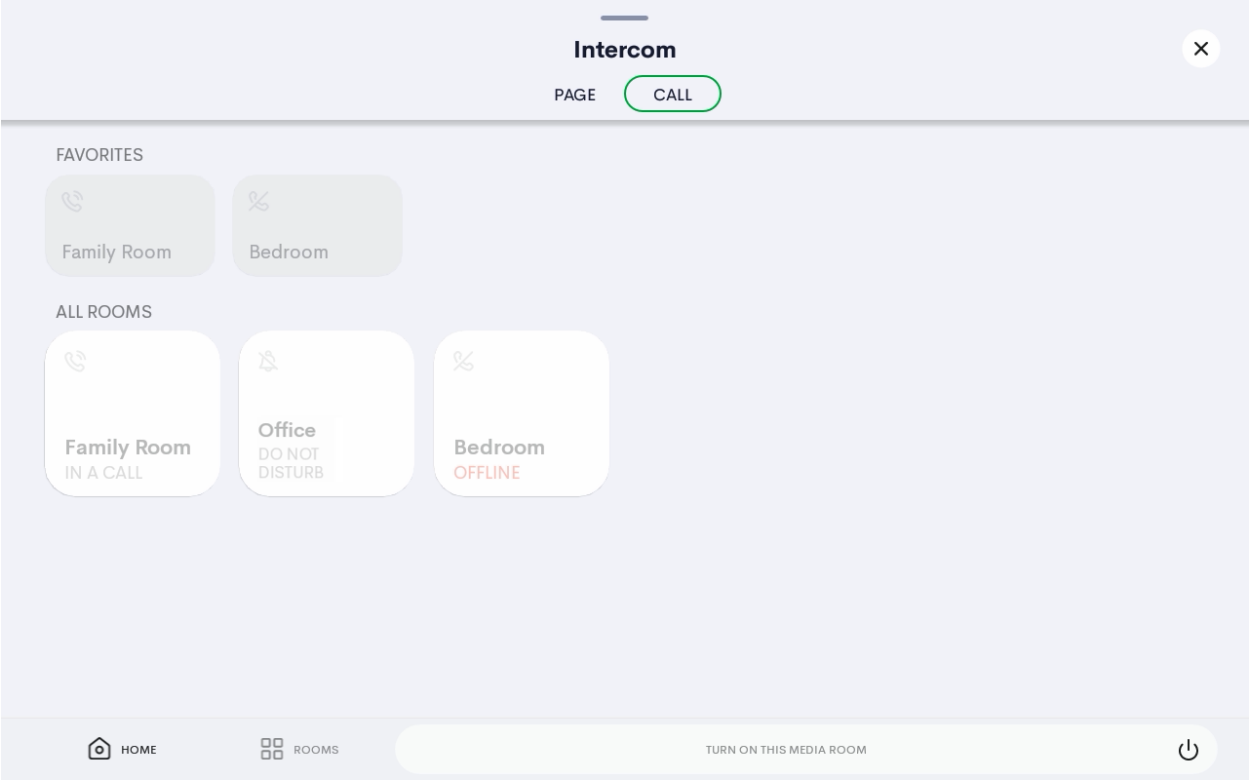 Intercom
PAGE CALL
FAVORITES
Family Room Bedroom
ALL ROOMS
Family Room
IN A CALL
Office
DO NOT
DISTURB
Bedroom
OFFLINE
HOME ROOMS TURN ON THIS MEDIA ROOM